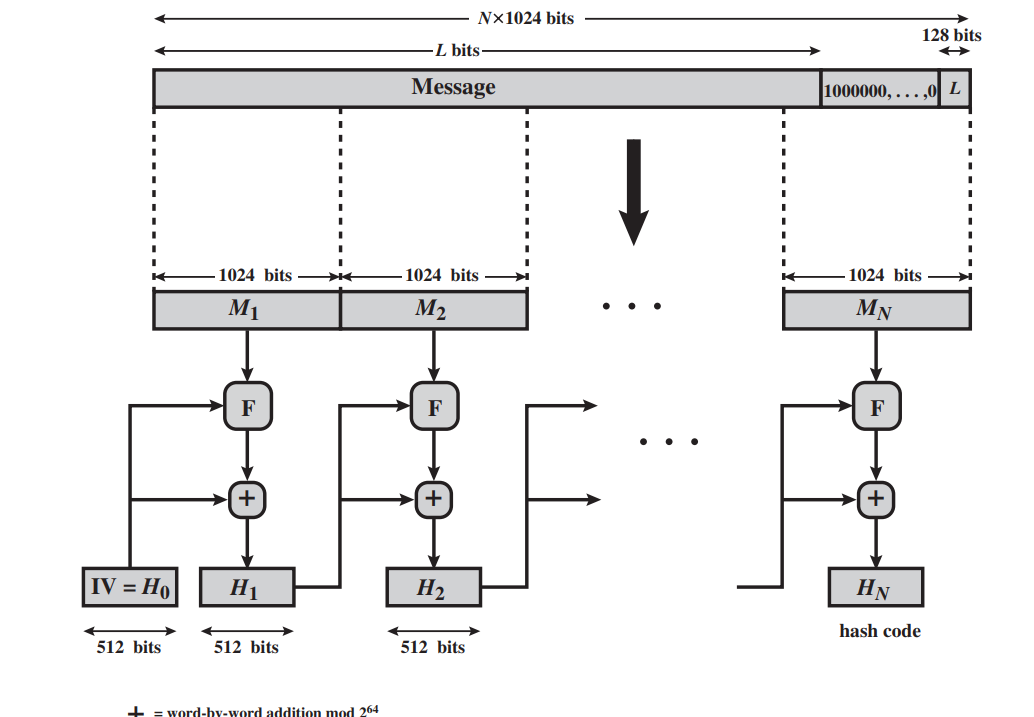 N×1024 bits
128 bits
L bits
Message
1000000, . . . ,0
L
1024 bits
1024 bits
1024 bits
M1
M2
• • •
MN
F
F
F
• • •
+
+
+
IV = H0
H1
H2
HN
hash code
512 bits
512 bits
512 bits
+ = word-by-word addition mod 2^64